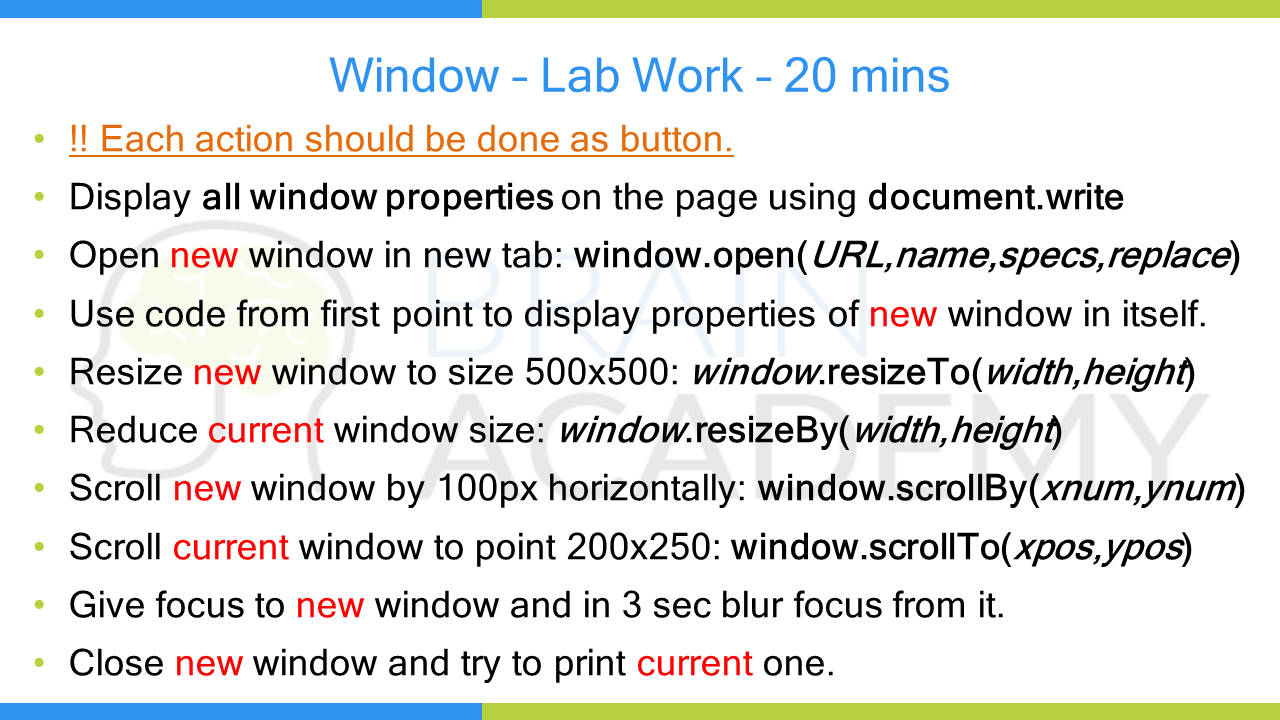 Window – Lab Work – 20 mins
• !! Each action should be done as button.
• Display all window properties on the page using document.write
• Open new window in new tab: window.open(URL,name,specs,replace)
• Use code from first point to display properties of new window in itself.
• Resize new window to size 500x500: window.resizeTo(width,height)
• Reduce current window size: window.resizeBy(width,height)
• Scroll new window by 100px horizontally: window.scrollBy(xnum,ynum)
• Scroll current window to point 200x250: window.scrollTo(xpos,ypos)
• Give focus to new window and in 3 sec blur focus from it.
• Close new window and try to print current one.
BRAIN
ACADEMY